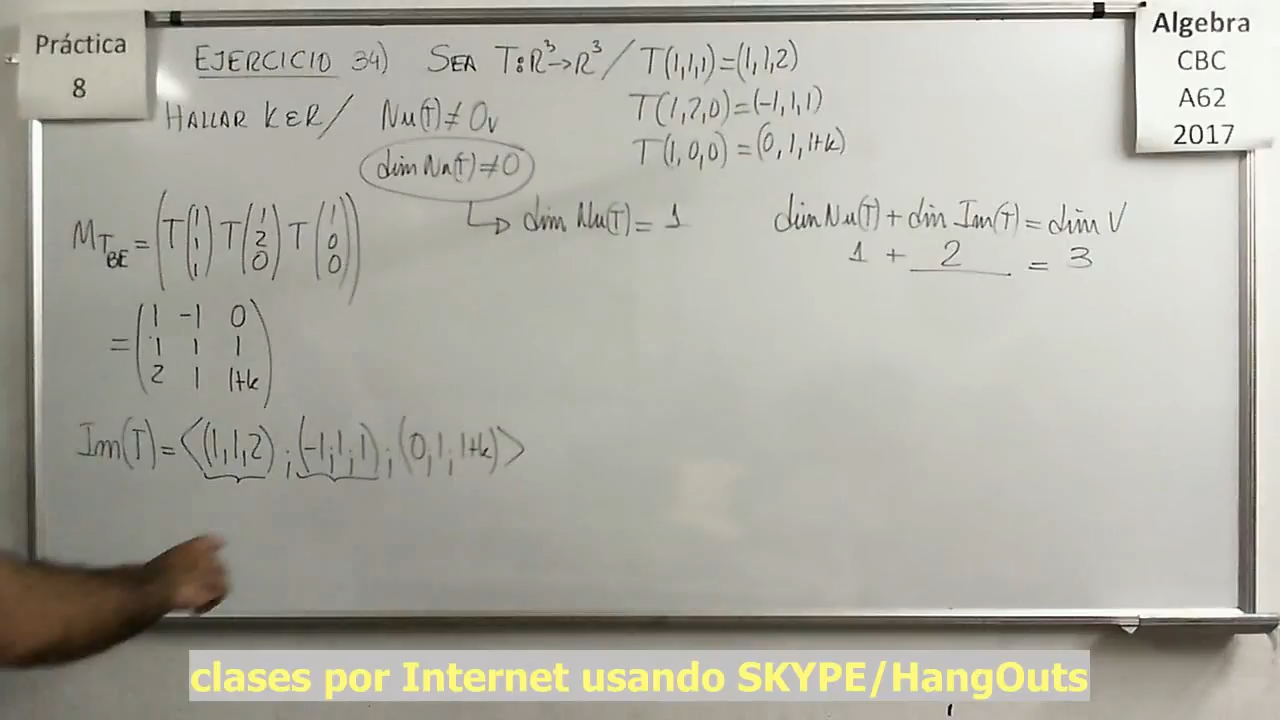 Práctica
8
Algebra
CBC
A62
2017
EJERCICIO 34) SEA T:ℝ³→ℝ³ / T(1,1,1)=(1,1,2)
T(1,2,0)=(-1,1,1)
T(1,0,0)=(0,1,1+k)
HALLAR KER/ Nu(T)≠0v
dim Nu(T)≠0
↳ dim Nu(T)= 1
dim Nu(T)+dim Im(T)=dim V
1 + 2 = 3
M_T_BE = (T(1 1 1) T(1 2 0) T(1 0 0))
= (1 -1 0
1 1 1
2 1 1+k)
Im(T)=<(1,1,2);(-1,1,1);(0,1,1+k)>
clases por Internet usando SKYPE/HangOuts